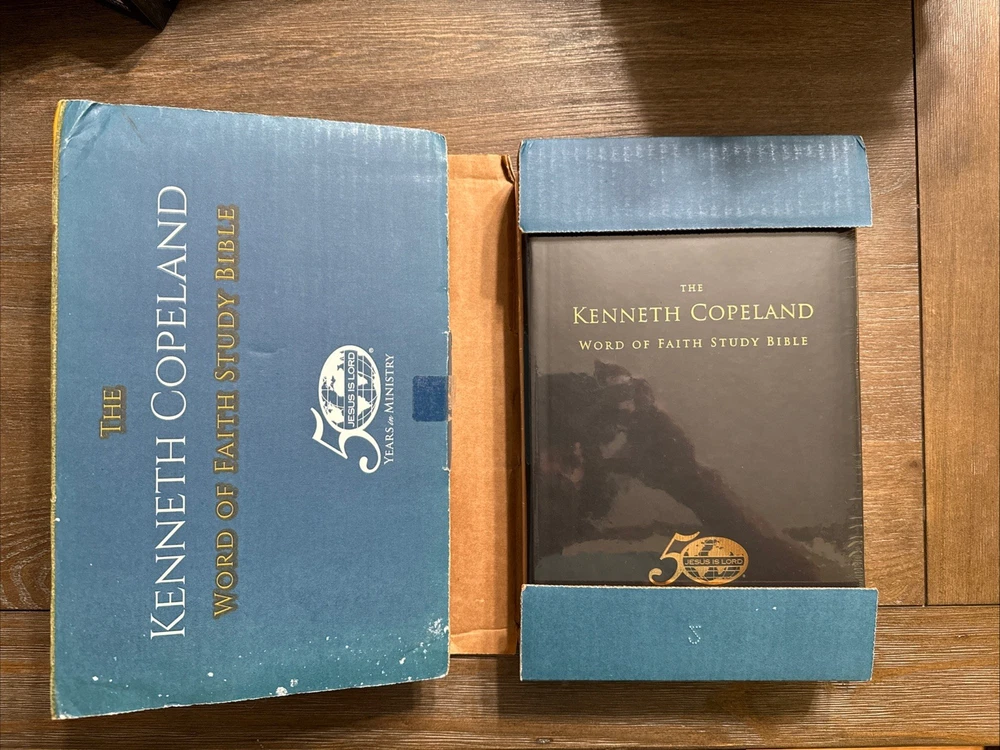 THE
KENNETH COPELAND
WORD OF FAITH STUDY BIBLE
50
JESUS IS LORD®
YEARS in MINISTRY
THE
KENNETH COPELAND
WORD OF FAITH STUDY BIBLE
50
JESUS IS LORD